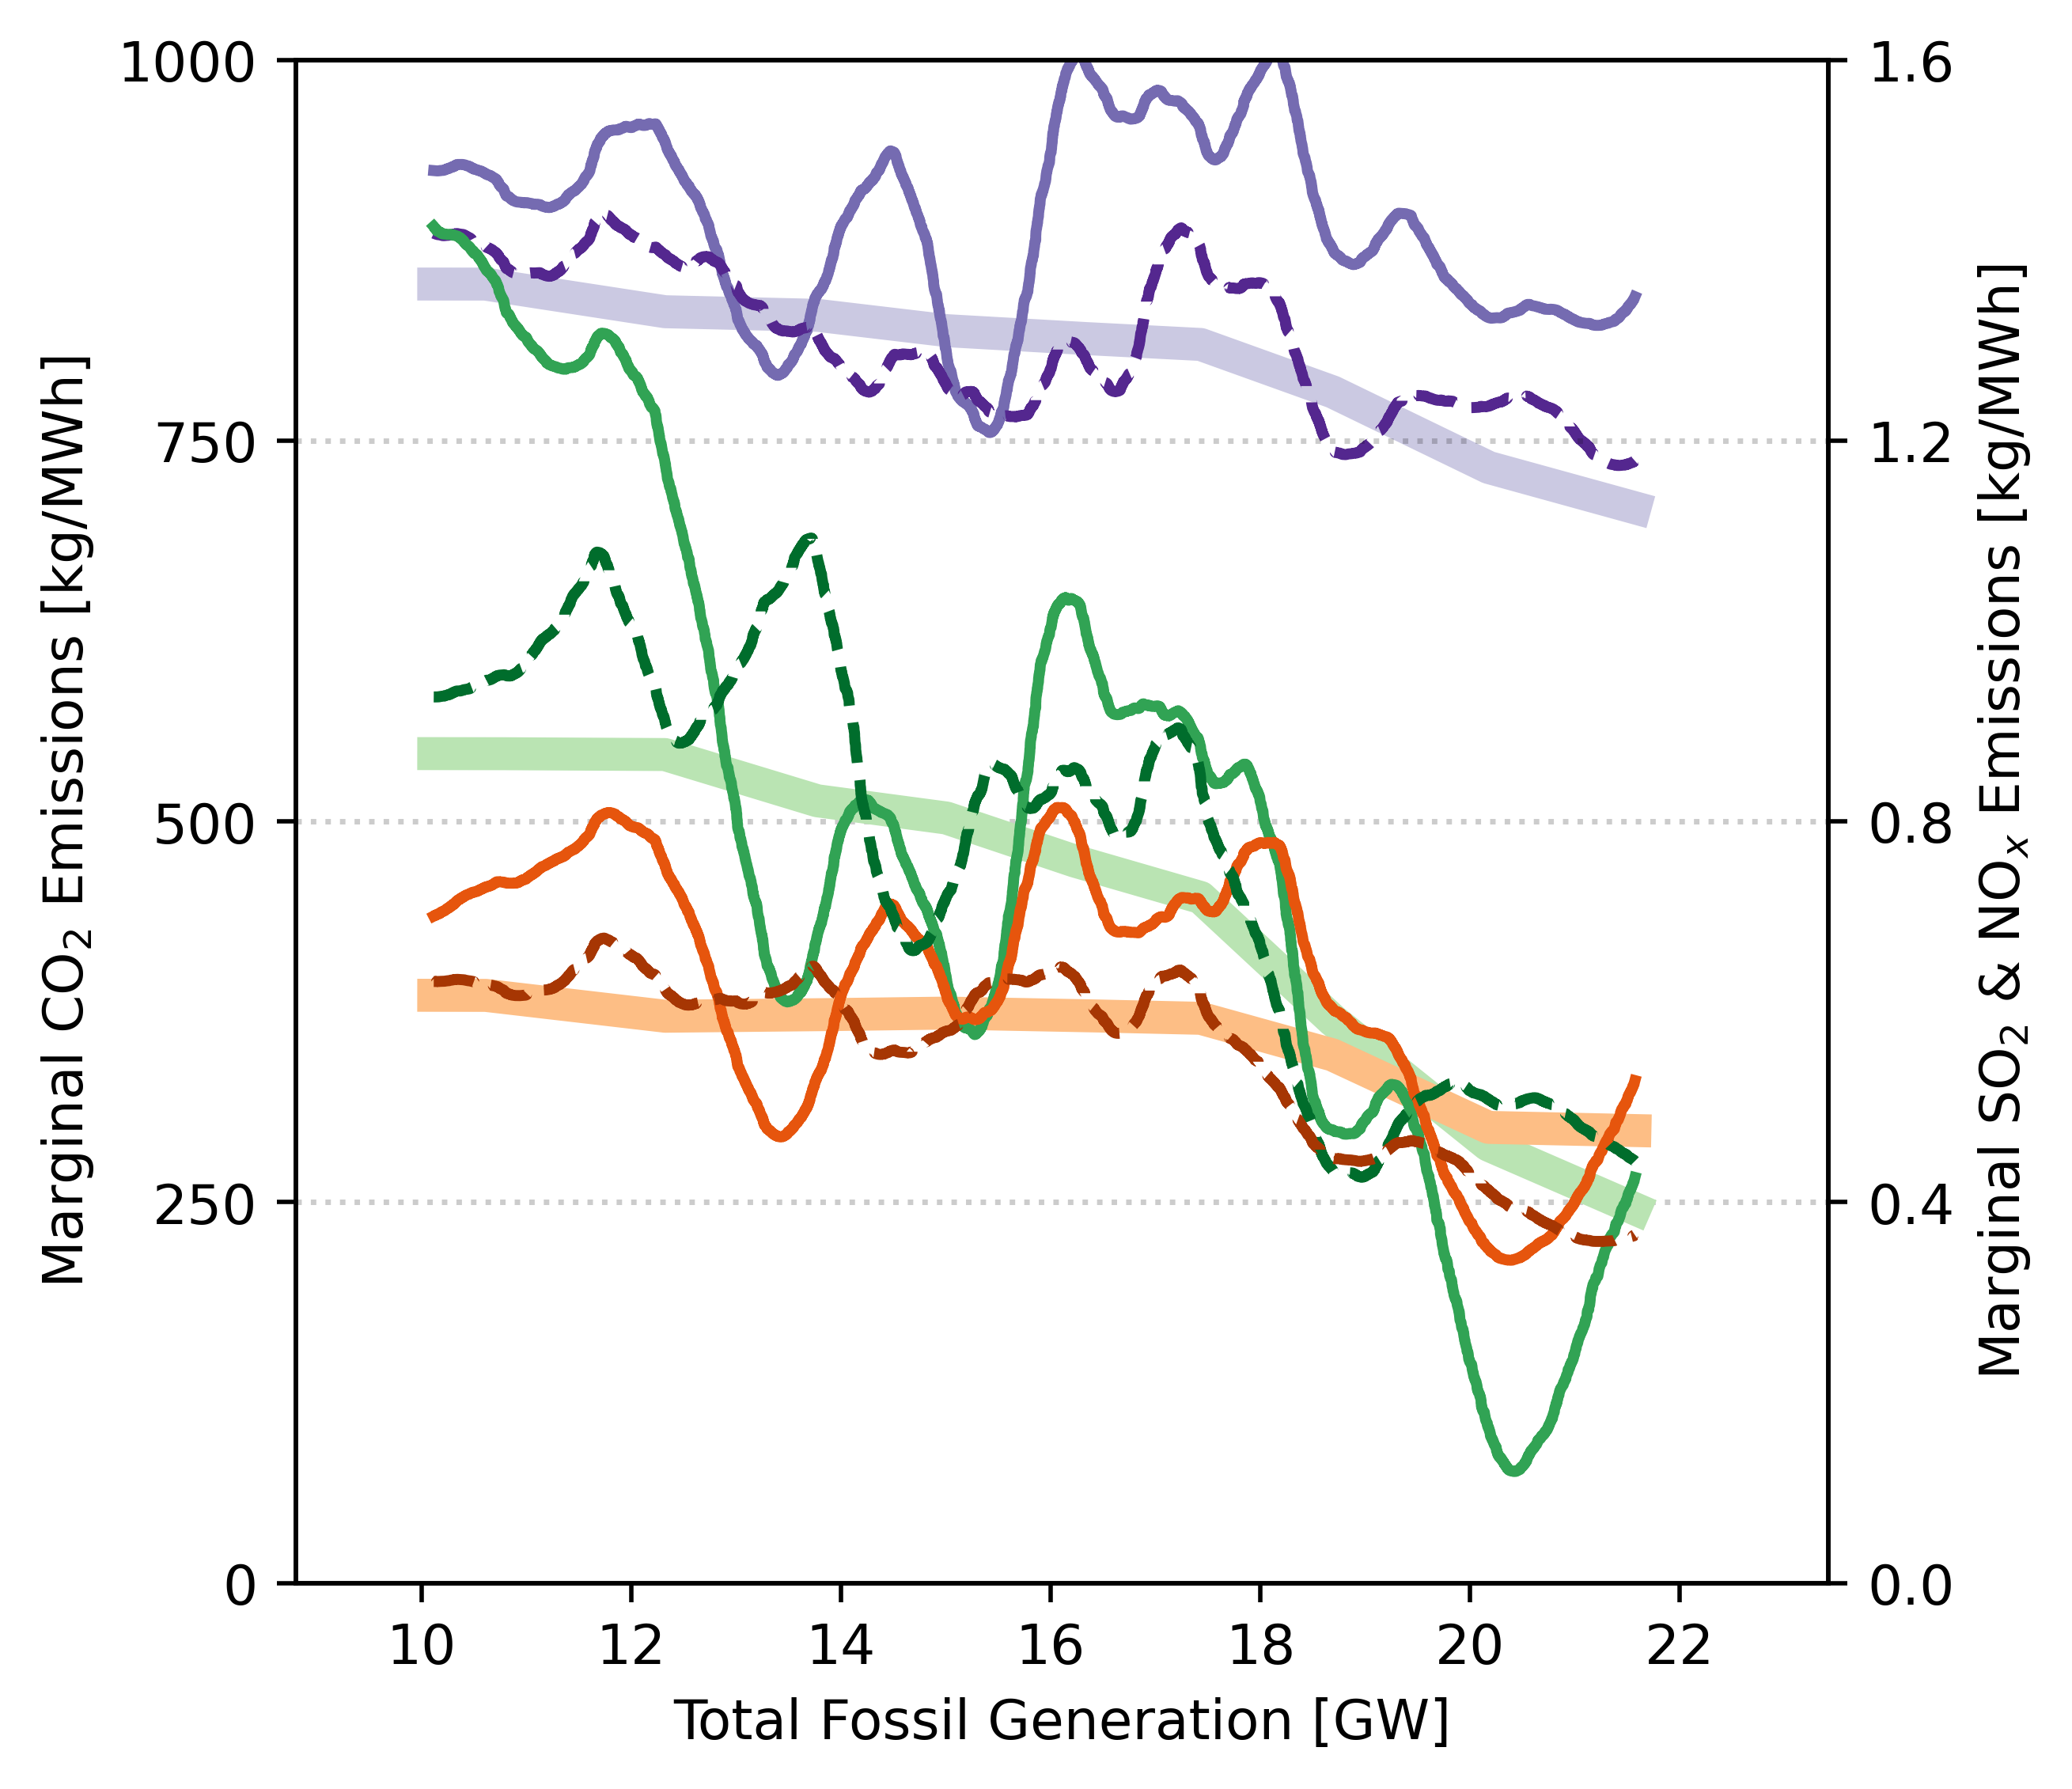 1000
750
500
250
0
Marginal CO₂ Emissions [kg/MWh]
1.6
1.2
0.8
0.4
0.0
Marginal SO₂ & NOₓ Emissions [kg/MWh]
10 12 14 16 18 20 22
Total Fossil Generation [GW]